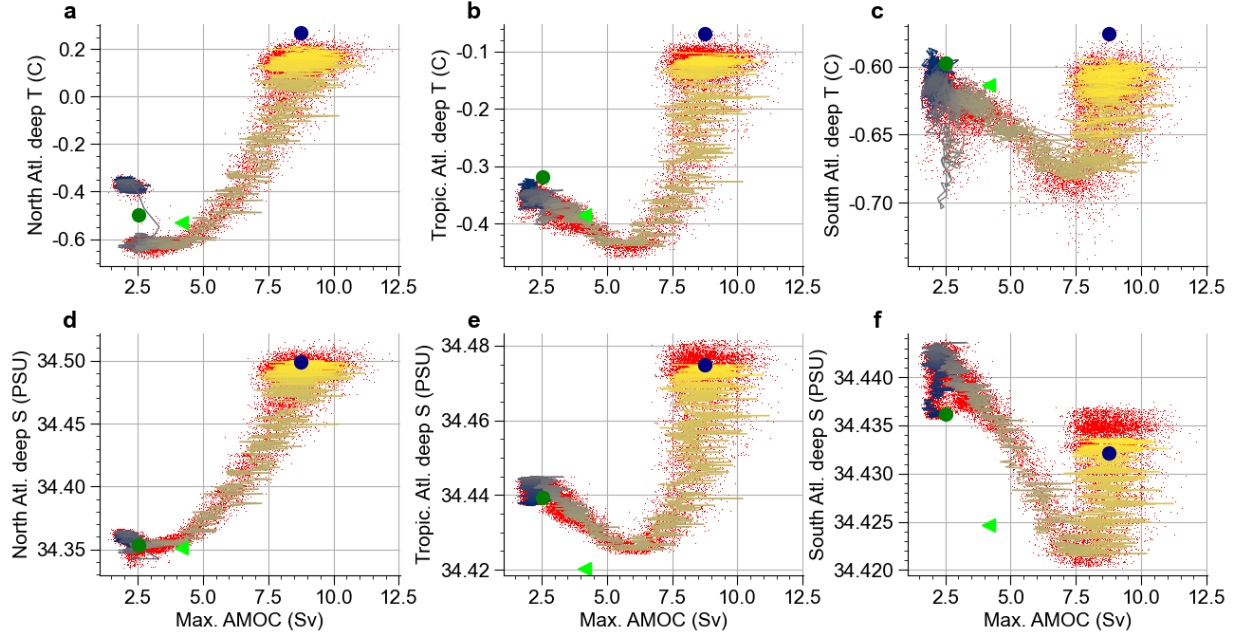 a
b
c
North Atl. deep T (C)
0.2
0.0
-0.2
-0.4
-0.6
2.5 5.0 7.5 10.0 12.5
Tropic. Atl. deep T (C)
-0.1
-0.2
-0.3
-0.4
2.5 5.0 7.5 10.0 12.5
South Atl. deep T (C)
-0.60
-0.65
-0.70
2.5 5.0 7.5 10.0 12.5
d
e
f
North Atl. deep S (PSU)
34.50
34.45
34.40
34.35
2.5 5.0 7.5 10.0 12.5
Max. AMOC (Sv)
Tropic. Atl. deep S (PSU)
34.48
34.46
34.44
34.42
2.5 5.0 7.5 10.0 12.5
Max. AMOC (Sv)
South Atl. deep S (PSU)
34.440
34.435
34.430
34.425
34.420
2.5 5.0 7.5 10.0 12.5
Max. AMOC (Sv)